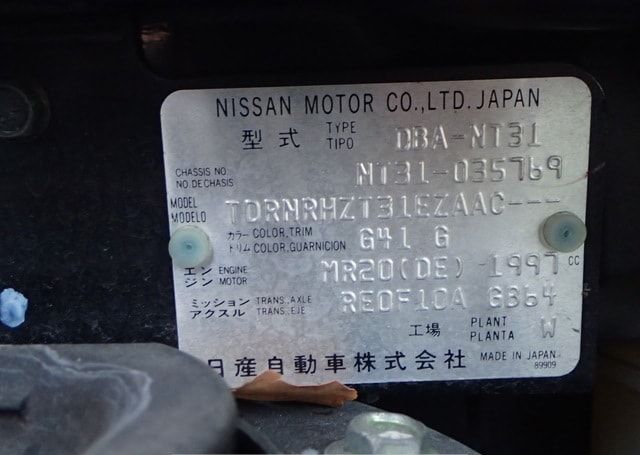 NISSAN MOTOR CO.,LTD. JAPAN
型式 TYPE TIPO DBA-NT31
CHASSIS NO NO.DE CHASIS NT31-035769
MODEL MODELO TDRNRHZT31EZAAC---
カラー COLOR,TRIM トリム COLOR,GUARNICION G41 G
エンジン ENGINE MOTOR MR20(DE) 1997 CC
ミッション TRANS.AXLE アクスル TRANS.EJE RE0F10A GB64
工場 PLANT PLANTA W
日産自動車株式会社 MADE IN JAPAN
89909